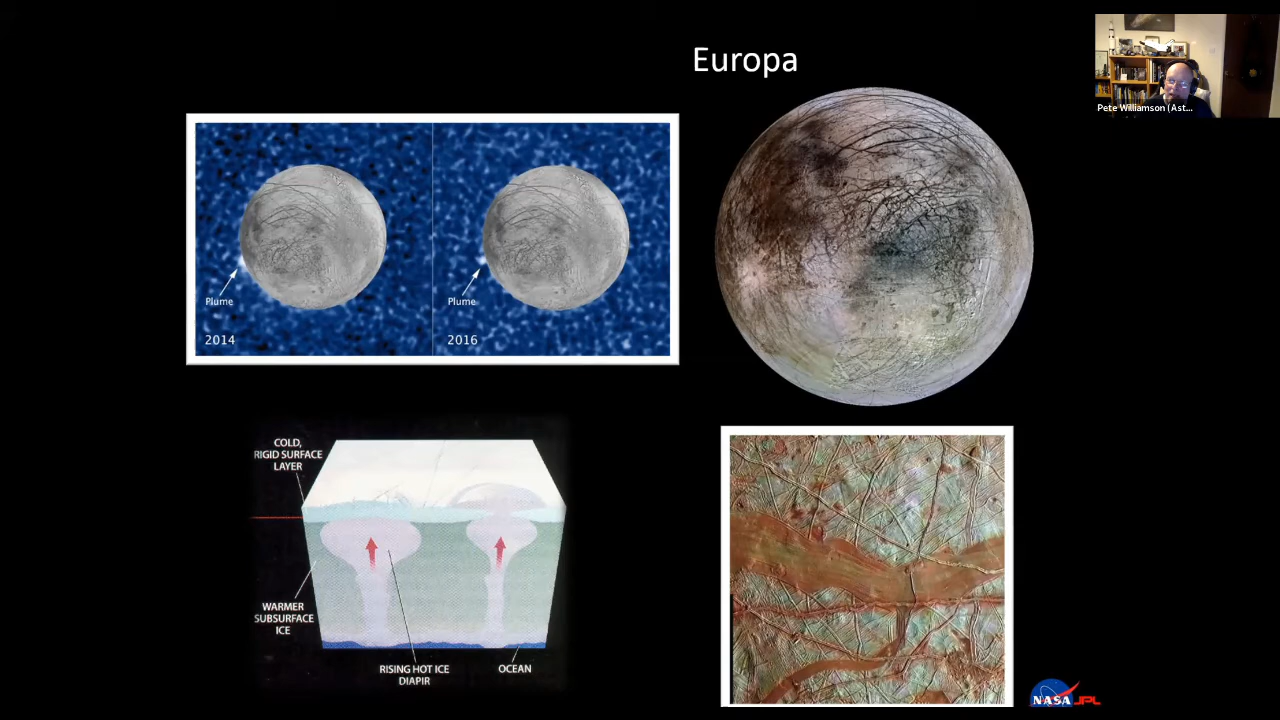 Europa
Pete Williamson (Ast...
Plume
2014
Plume
2016
COLD,
RIGID SURFACE
LAYER
WARMER
SUBSURFACE
ICE
RISING HOT ICE
DIAPIR
OCEAN
NASA JPL